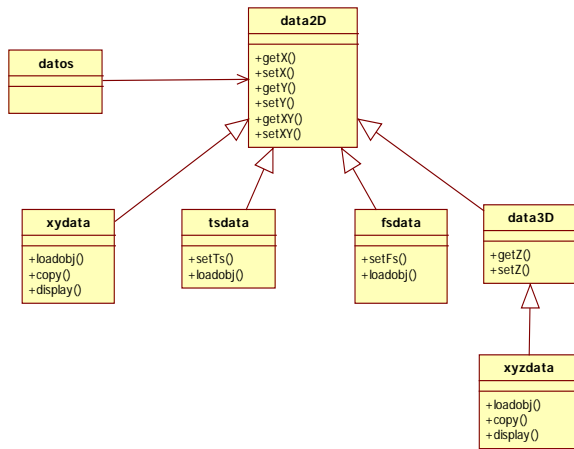 data2D
+getX()
+setX()
+getY()
+setY()
+getXY()
+setXY()
datos
xydata
+loadobj()
+copy()
+display()
tsdata
+setTs()
+loadobj()
fsdata
+setFs()
+loadobj()
data3D
+getZ()
+setZ()
xyzdata
+loadobj()
+copy()
+display()